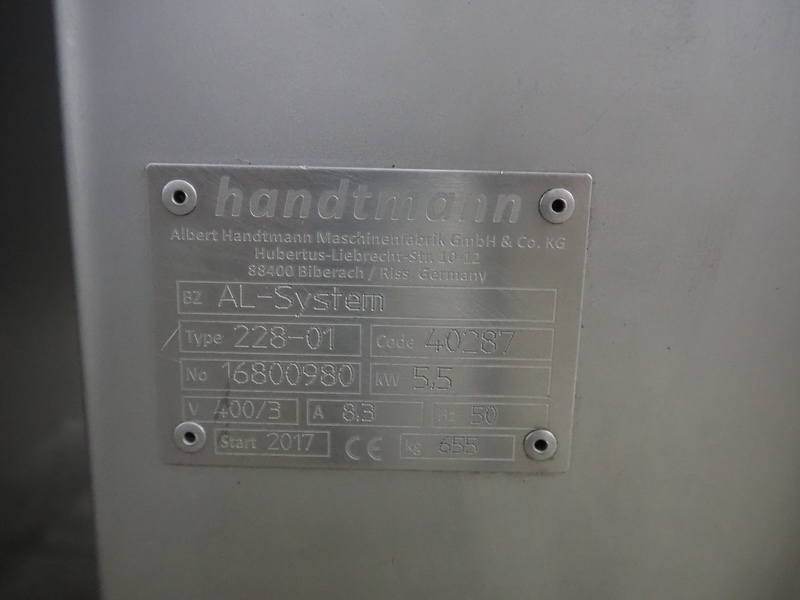 handtmann
Albert Handtmann Maschinenfabrik GmbH & Co. KG
Hubertus-Liebrecht-Str. 10-12
88400 Biberach / Riss Germany
BZ AL-System
Type 228-01 Code 40287
No 16800980 kW 5,5
V 400/3 A 8.3 Hz 50
Start 2017 CE kg 655